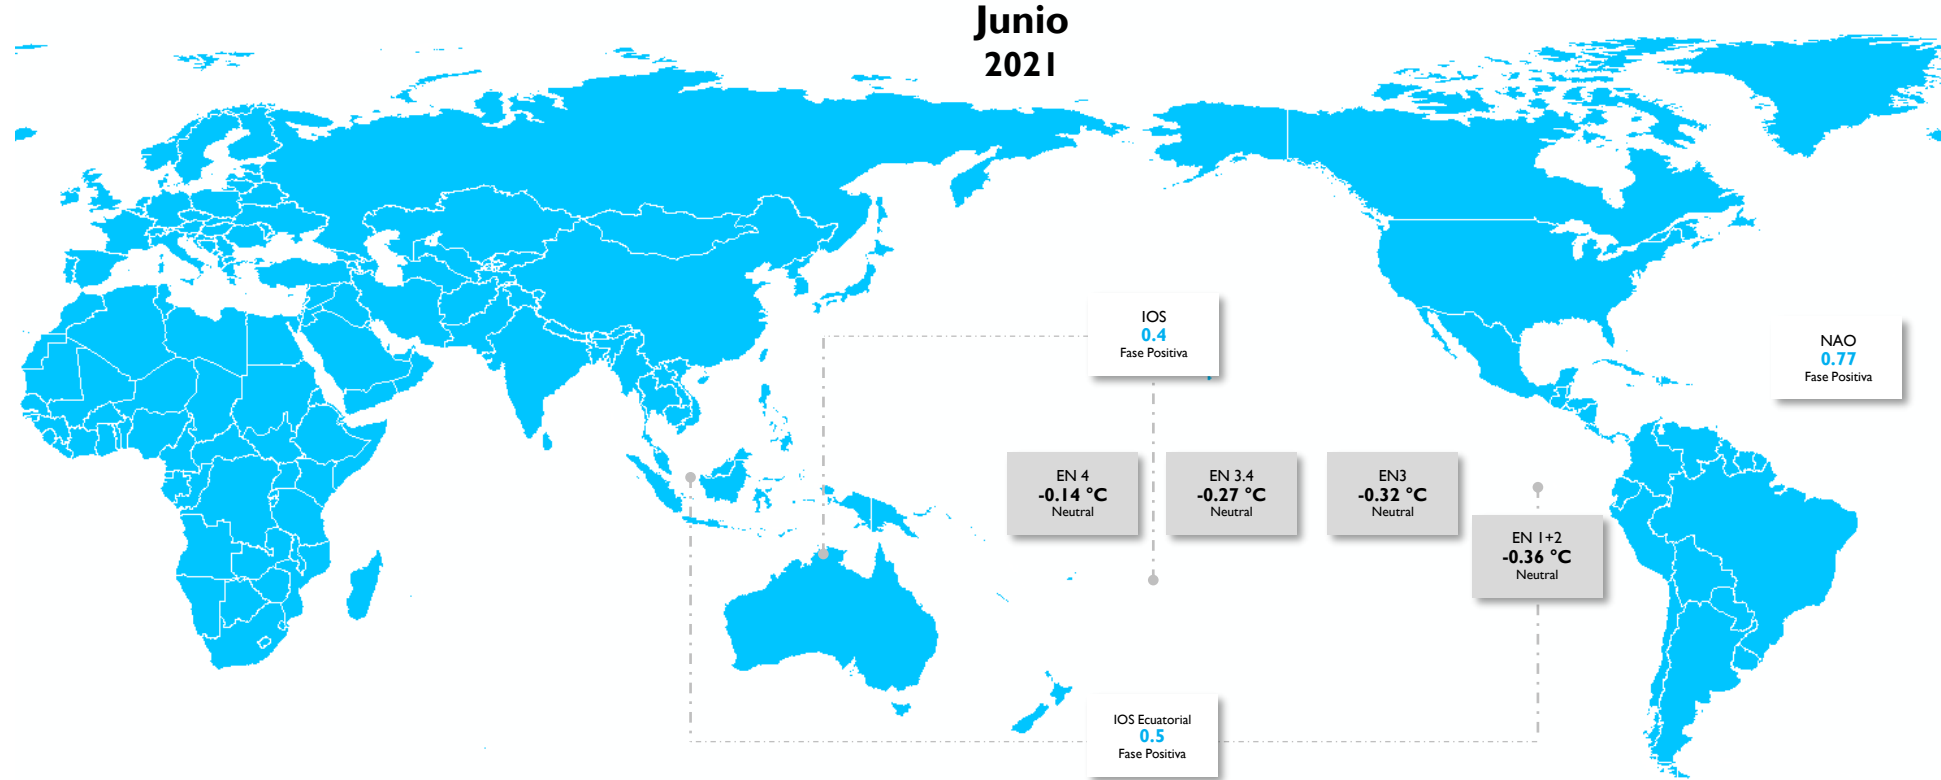 Junio
2021
IOS
0.4
Fase Positiva
NAO
0.77
Fase Positiva
EN 4
-0.14 °C
Neutral
EN 3.4
-0.27 °C
Neutral
EN3
-0.32 °C
Neutral
EN 1+2
-0.36 °C
Neutral
IOS Ecuatorial
0.5
Fase Positiva